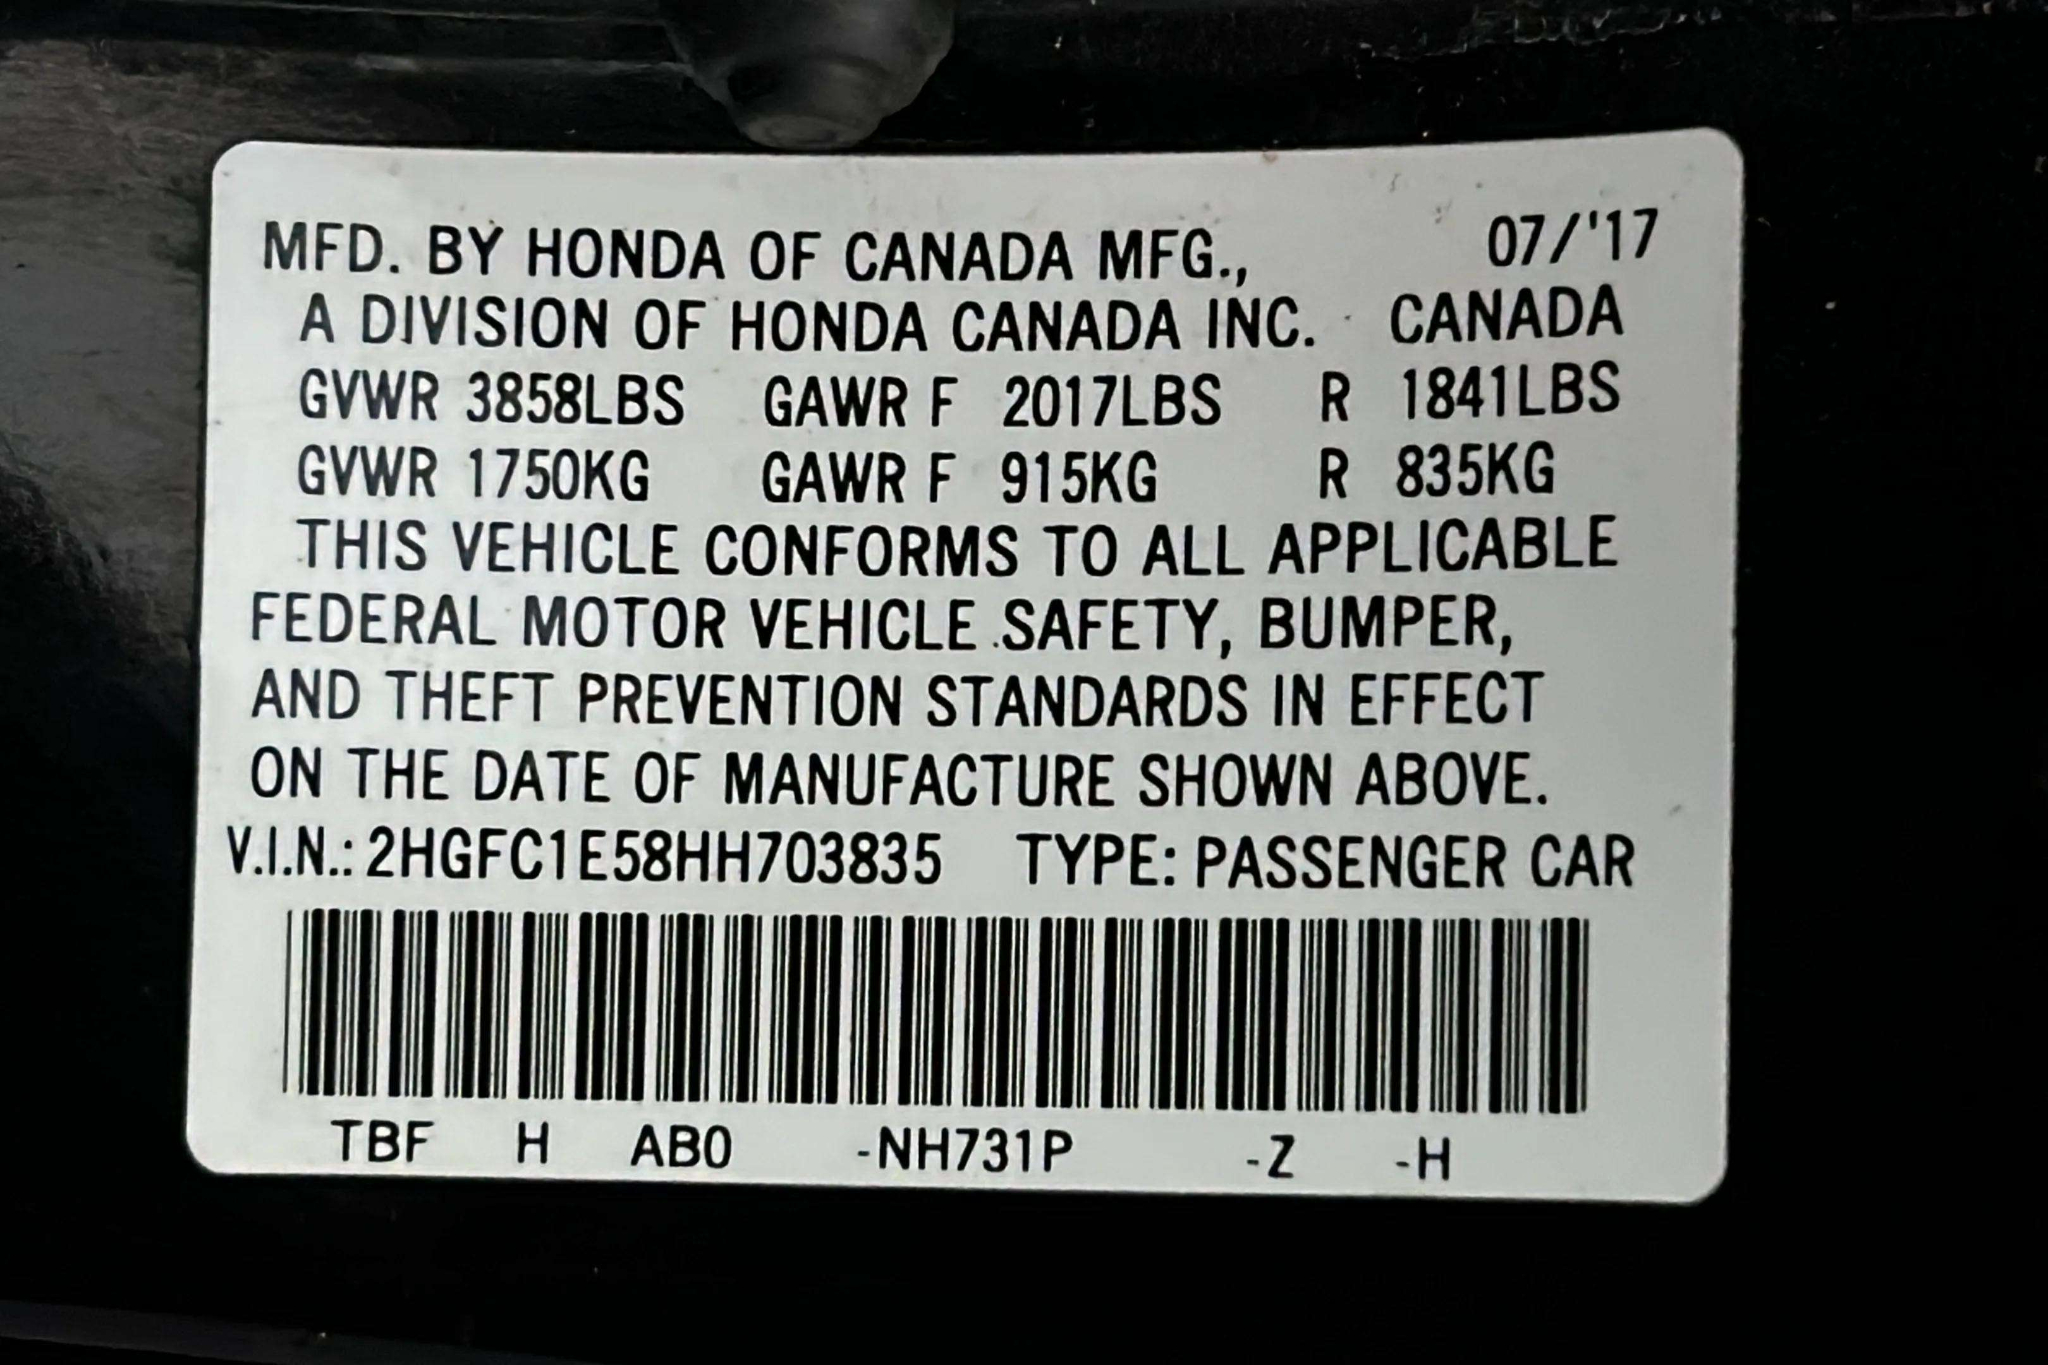 MFD. BY HONDA OF CANADA MFG., 07/'17
A DIVISION OF HONDA CANADA INC. CANADA
GVWR 3858LBS GAWR F 2017LBS R 1841LBS
GVWR 1750KG GAWR F 915KG R 835KG
THIS VEHICLE CONFORMS TO ALL APPLICABLE
FEDERAL MOTOR VEHICLE SAFETY, BUMPER,
AND THEFT PREVENTION STANDARDS IN EFFECT
ON THE DATE OF MANUFACTURE SHOWN ABOVE.
V.I.N.: 2HGFC1E58HH703835 TYPE: PASSENGER CAR
TBF H AB0 -NH731P -Z -H